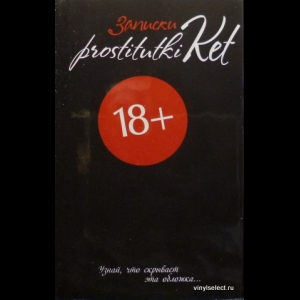 Записки
prostitutki Ket
18+
Узнай, что скрывает
эта обложка...
vinylselect.ru